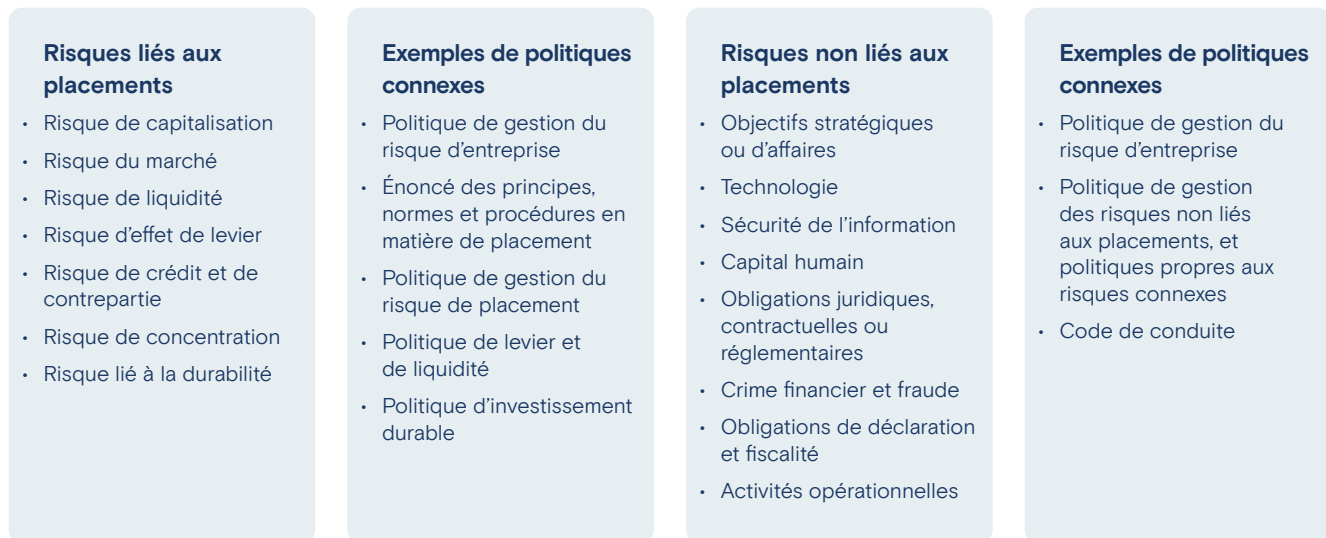 Risques liés aux
placements
• Risque de capitalisation
• Risque du marché
• Risque de liquidité
• Risque d’effet de levier
• Risque de crédit et de
contrepartie
• Risque de concentration
• Risque lié à la durabilité
Exemples de politiques
connexes
• Politique de gestion du
risque d’entreprise
• Énoncé des principes,
normes et procédures en
matière de placement
• Politique de gestion du
risque de placement
• Politique de levier et
de liquidité
• Politique d’investissement
durable
Risques non liés aux
placements
• Objectifs stratégiques
ou d’affaires
• Technologie
• Sécurité de l’information
• Capital humain
• Obligations juridiques,
contractuelles ou
réglementaires
• Crime financier et fraude
• Obligations de déclaration
et fiscalité
• Activités opérationnelles
Exemples de politiques
connexes
• Politique de gestion du
risque d’entreprise
• Politique de gestion
des risques non liés
aux placements, et
politiques propres aux
risques connexes
• Code de conduite